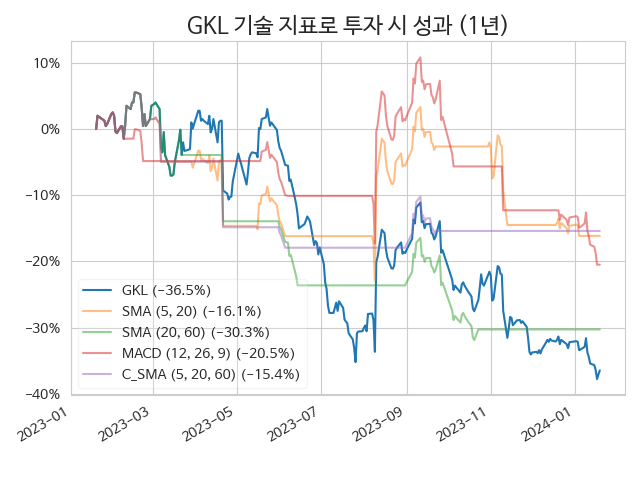 GKL 기술 지표로 투자 시 성과 (1년)
10%
0%
−10%
−20%
−30%
−40%
GKL (−36.5%)
SMA (5, 20) (−16.1%)
SMA (20, 60) (−30.3%)
MACD (12, 26, 9) (−20.5%)
C_SMA (5, 20, 60) (−15.4%)
2023−01
2023−03
2023−05
2023−07
2023−09
2023−11
2024−01